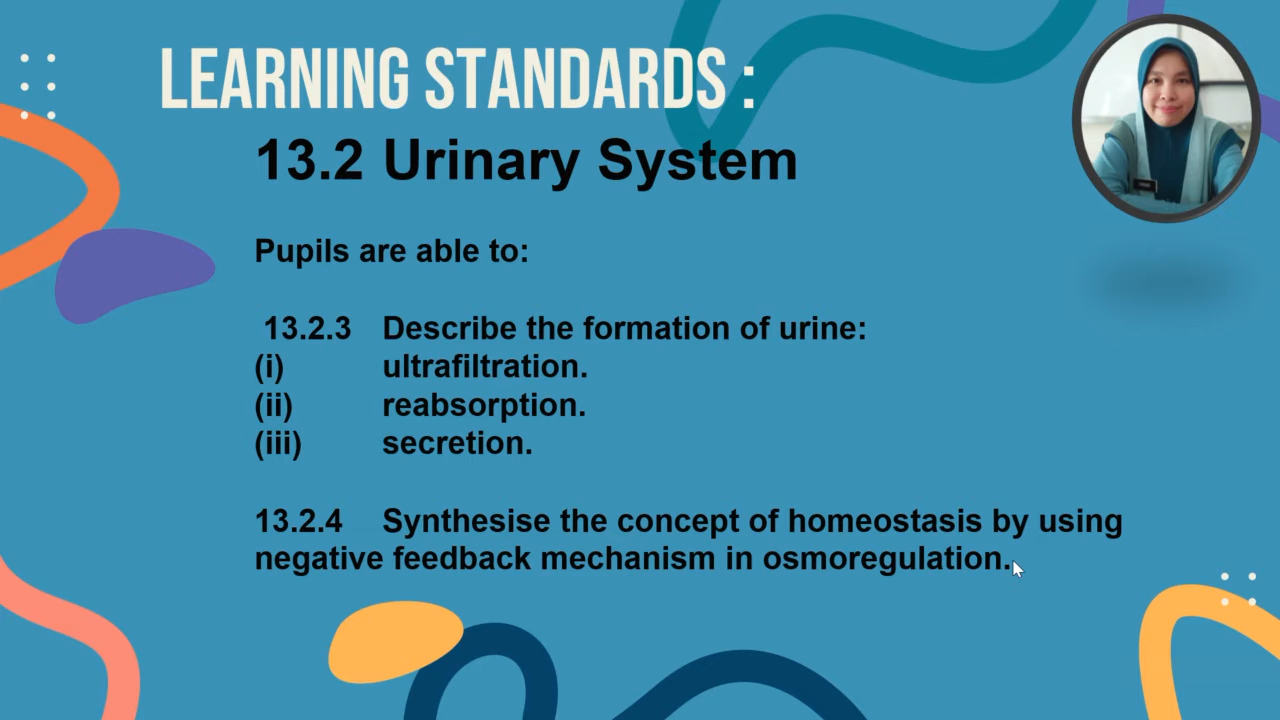 LEARNING STANDARDS :
13.2 Urinary System
Pupils are able to:
13.2.3 Describe the formation of urine:
(i) ultrafiltration.
(ii) reabsorption.
(iii) secretion.
13.2.4 Synthesise the concept of homeostasis by using
negative feedback mechanism in osmoregulation.